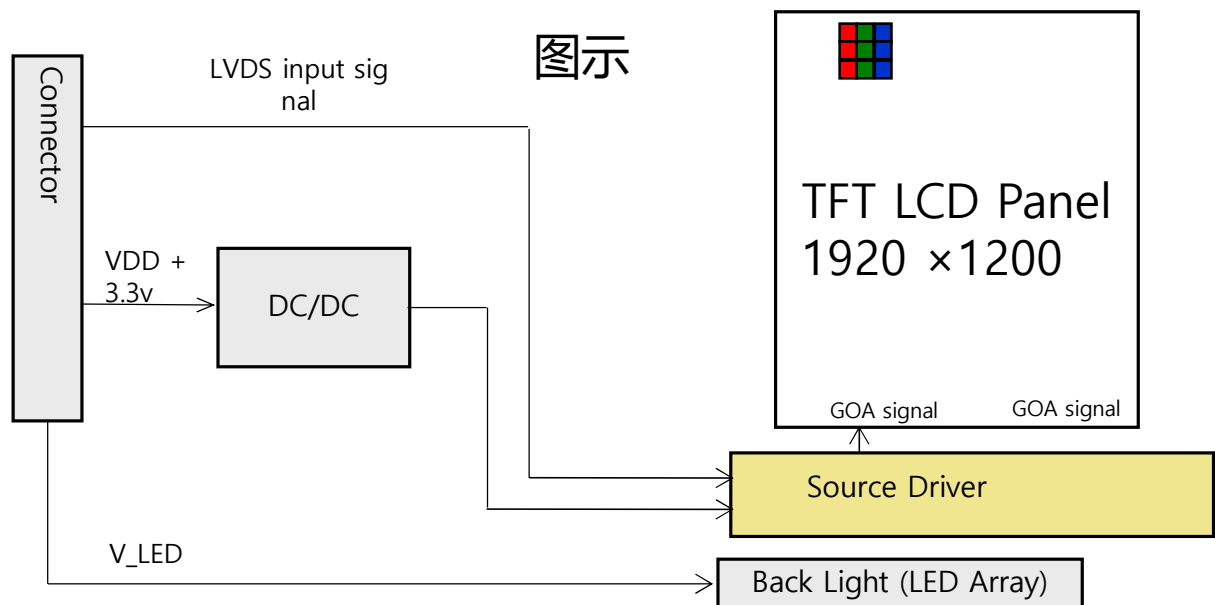 图示
Connector
LVDS input sig
nal
TFT LCD Panel
1920 ×1200
VDD +
3.3v
DC/DC
GOA signal
GOA signal
Source Driver
V_LED
Back Light (LED Array)